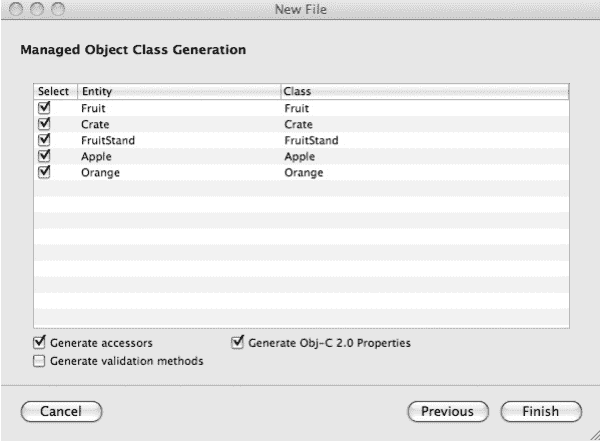 New File
Managed Object Class Generation
Select Entity Class
Fruit Fruit
Crate Crate
FruitStand FruitStand
Apple Apple
Orange Orange
Generate accessors Generate Obj-C 2.0 Properties
Generate validation methods
Cancel Previous Finish